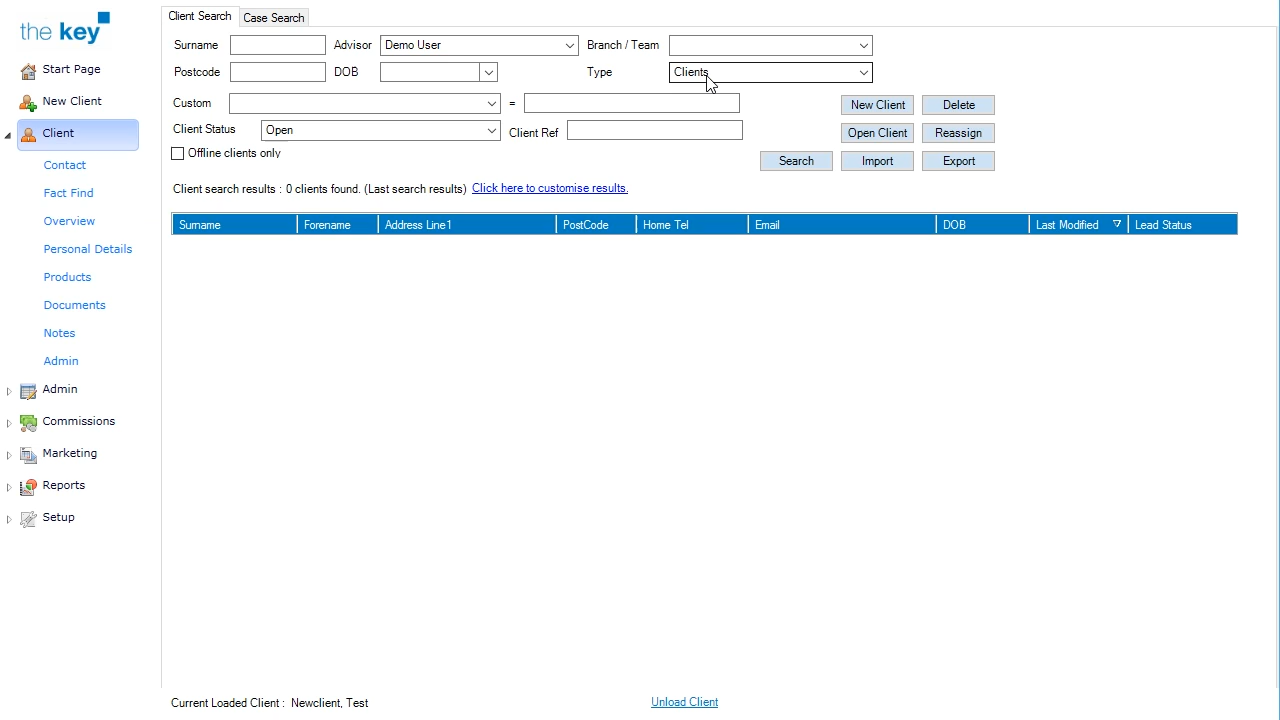 the key
Start Page
New Client
Client
Contact
Fact Find
Overview
Personal Details
Products
Documents
Notes
Admin
Admin
Commissions
Marketing
Reports
Setup
Client Search Case Search
Surname Advisor Demo User Branch / Team
Postcode DOB Type Clients
Custom = New Client Delete
Client Status Open Client Ref Open Client Reassign
Offline clients only Search Import Export
Client search results : 0 clients found. (Last search results) Click here to customise results.
Surname Forename Address Line1 PostCode Home Tel Email DOB Last Modified Lead Status
Current Loaded Client : Newclient, Test Unload Client